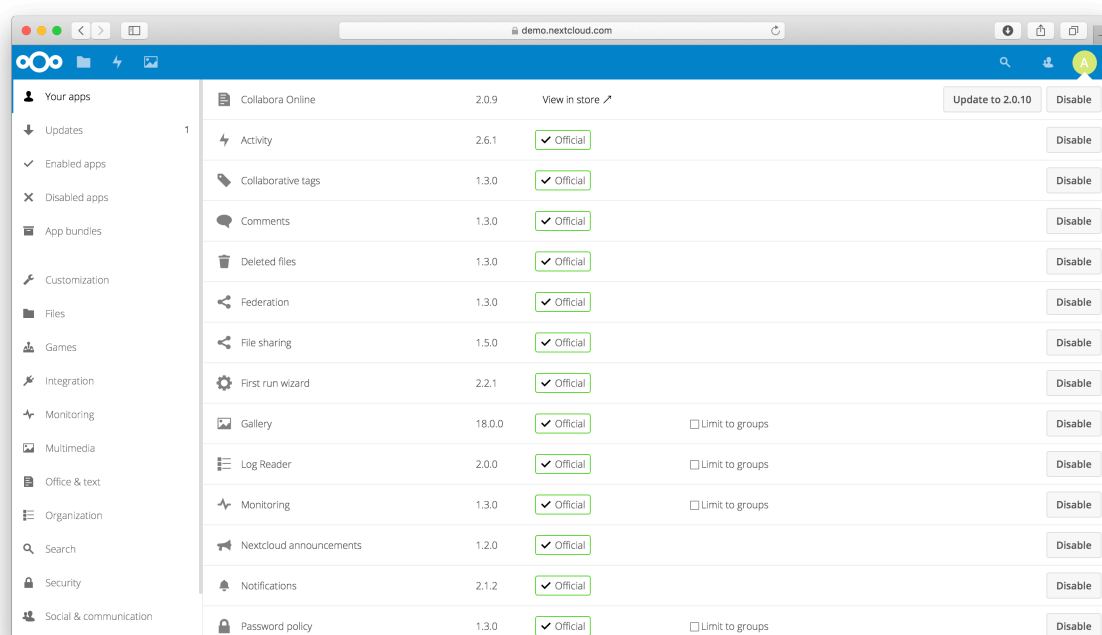 demo.nextcloud.com
A
Your apps
Updates 1
Enabled apps
Disabled apps
App bundles
Customization
Files
Games
Integration
Monitoring
Multimedia
Office & text
Organization
Search
Security
Social & communication
Collabora Online 2.0.9 View in store ↗ Update to 2.0.10 Disable
Activity 2.6.1 ✔ Official Disable
Collaborative tags 1.3.0 ✔ Official Disable
Comments 1.3.0 ✔ Official Disable
Deleted files 1.3.0 ✔ Official Disable
Federation 1.3.0 ✔ Official Disable
File sharing 1.5.0 ✔ Official Disable
First run wizard 2.2.1 ✔ Official Disable
Gallery 18.0.0 ✔ Official Limit to groups Disable
Log Reader 2.0.0 ✔ Official Limit to groups Disable
Monitoring 1.3.0 ✔ Official Limit to groups Disable
Nextcloud announcements 1.2.0 ✔ Official Disable
Notifications 2.1.2 ✔ Official Disable
Password policy 1.3.0 ✔ Official Limit to groups Disable